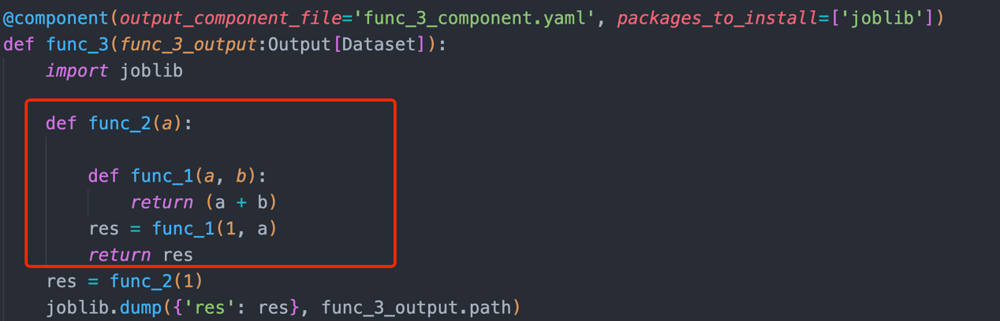 @component(output_component_file='func_3_component.yaml', packages_to_install=['joblib'])
def func_3(func_3_output:Output[Dataset]):
    import joblib
    def func_2(a):
        def func_1(a, b):
            return (a + b)
        res = func_1(1, a)
        return res
    res = func_2(1)
    joblib.dump({'res': res}, func_3_output.path)